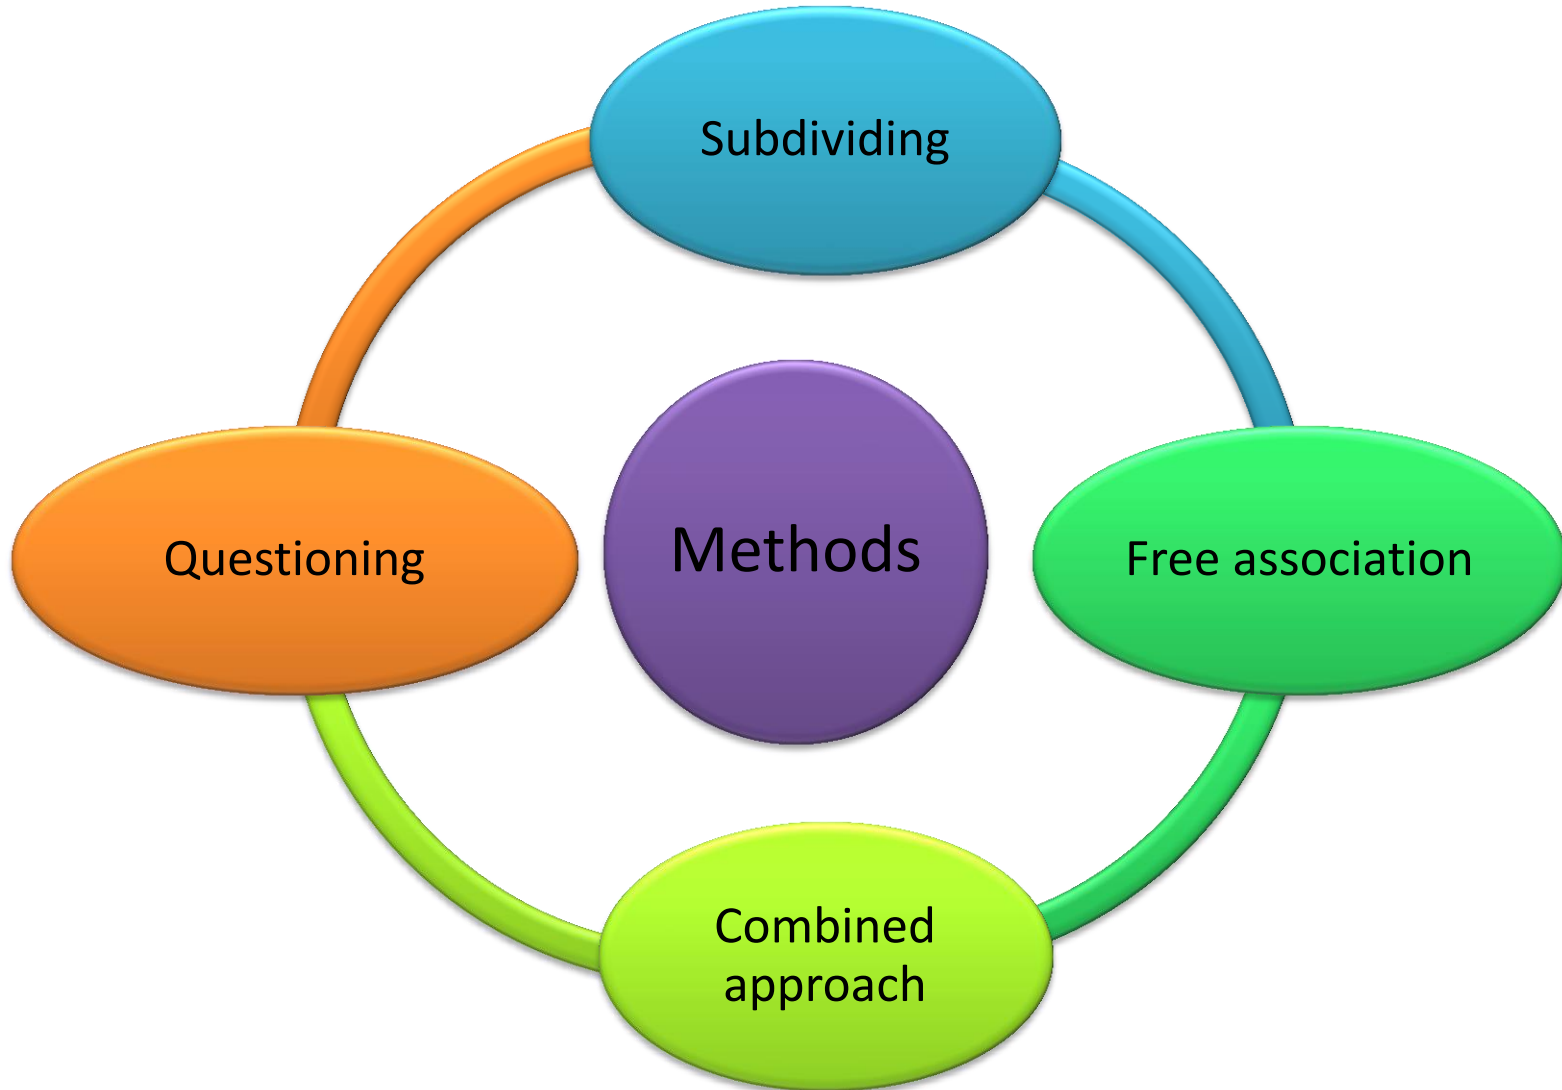 Subdividing
Questioning
Methods
Free association
Combined
approach